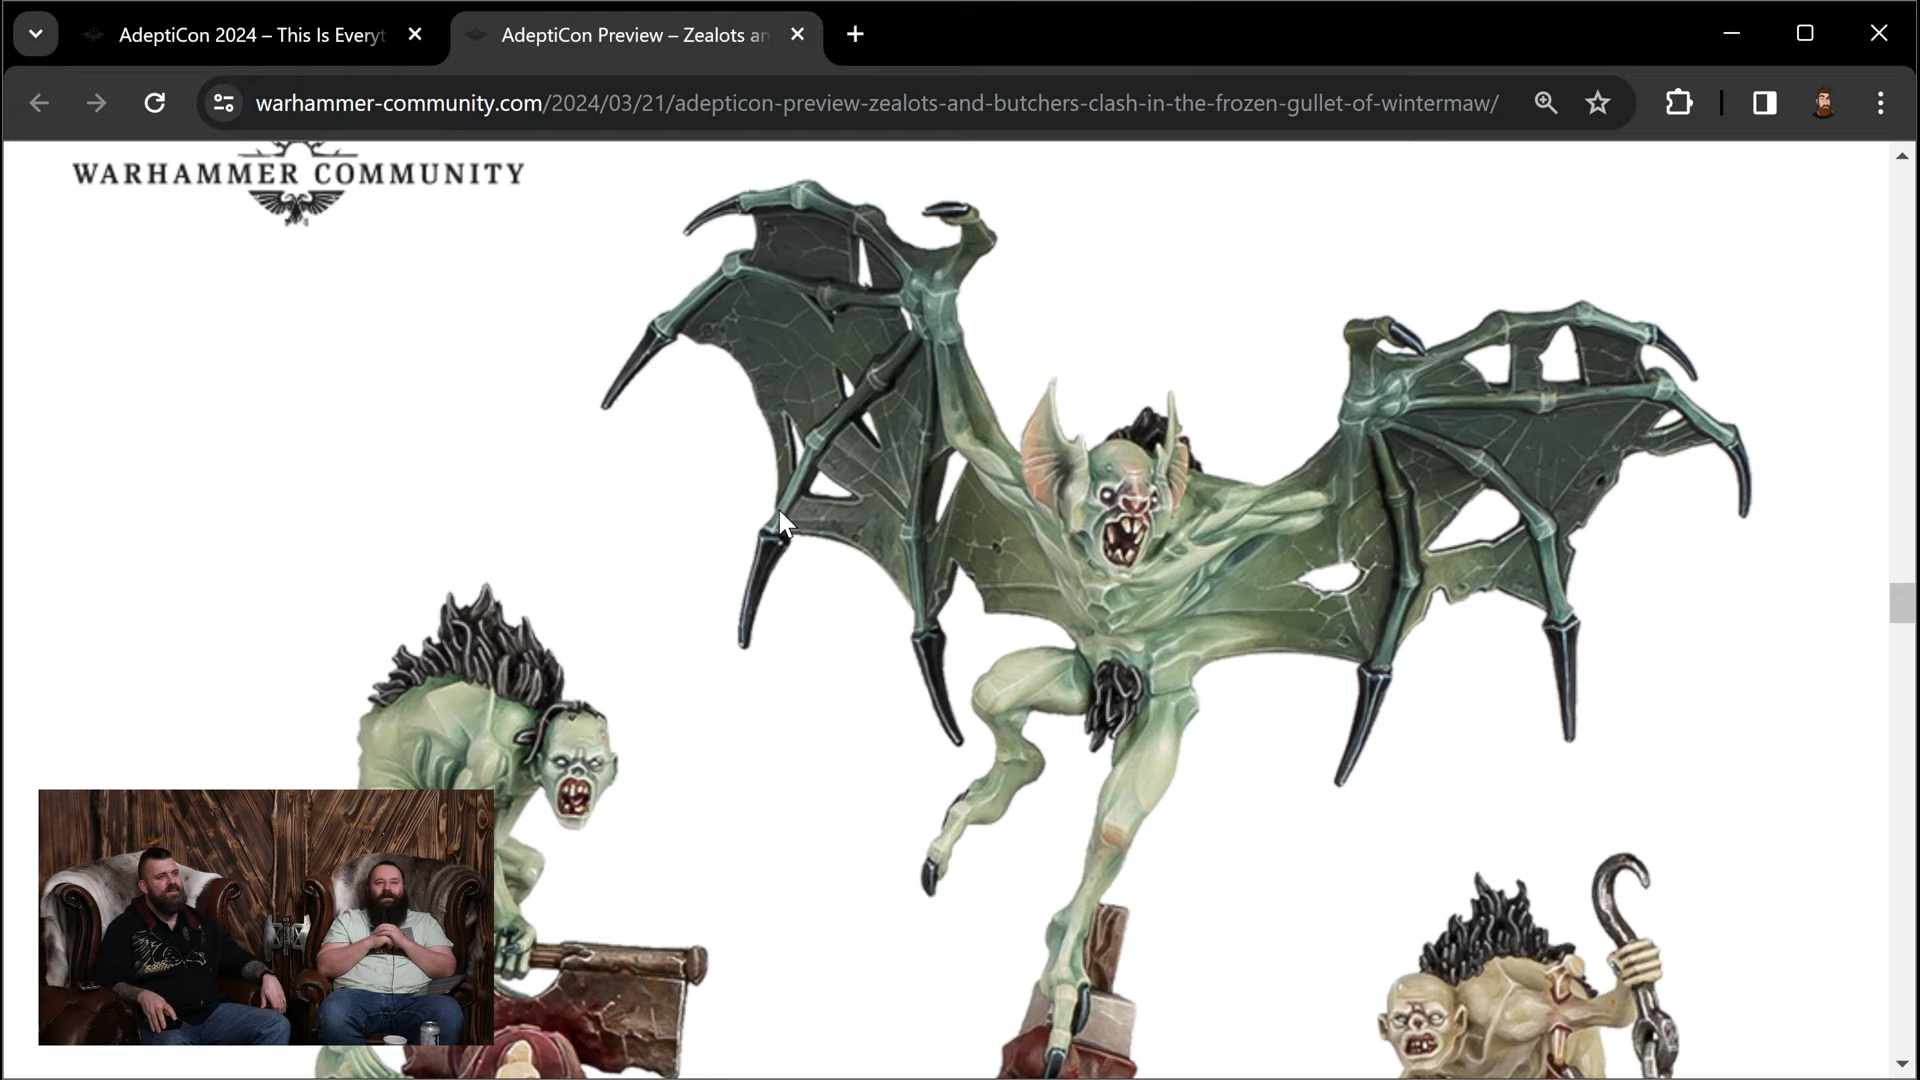 AdeptiCon 2024 – This Is Everyt
AdeptiCon Preview – Zealots an
warhammer-community.com/2024/03/21/adepticon-preview-zealots-and-butchers-clash-in-the-frozen-gullet-of-wintermaw/
WARHAMMER COMMUNITY